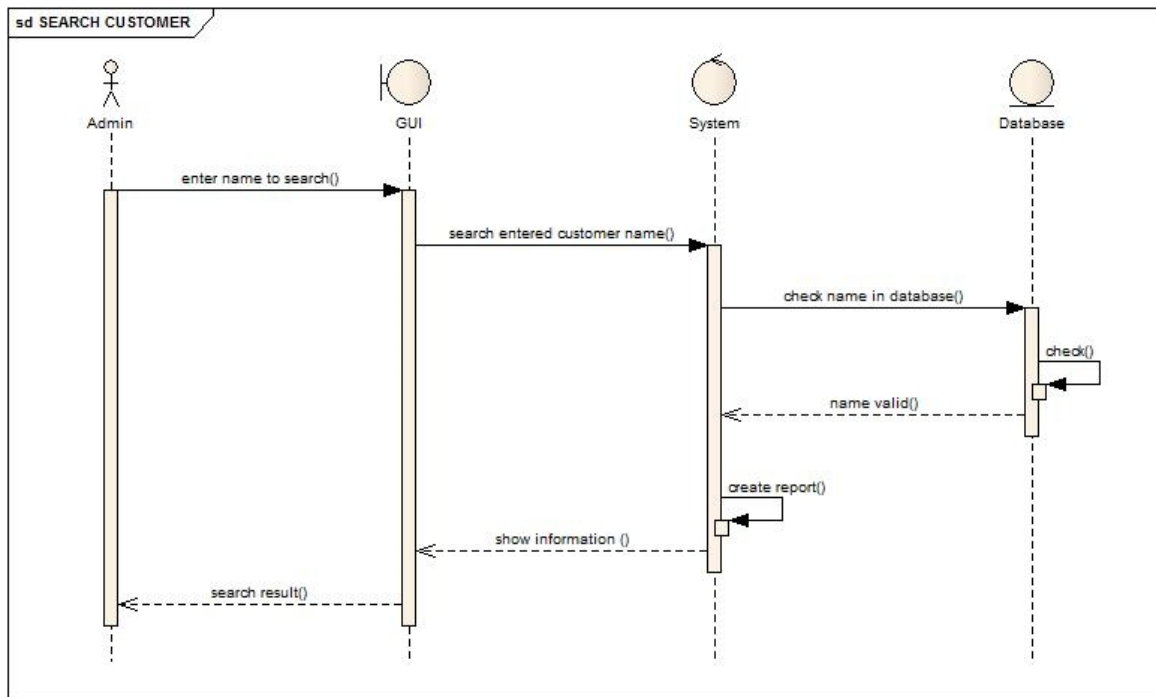 sd SEARCH CUSTOMER
Admin
GUI
System
Database
enter name to search()
search entered customer name()
check name in database()
check()
name valid()
create report()
show information ()
search result()